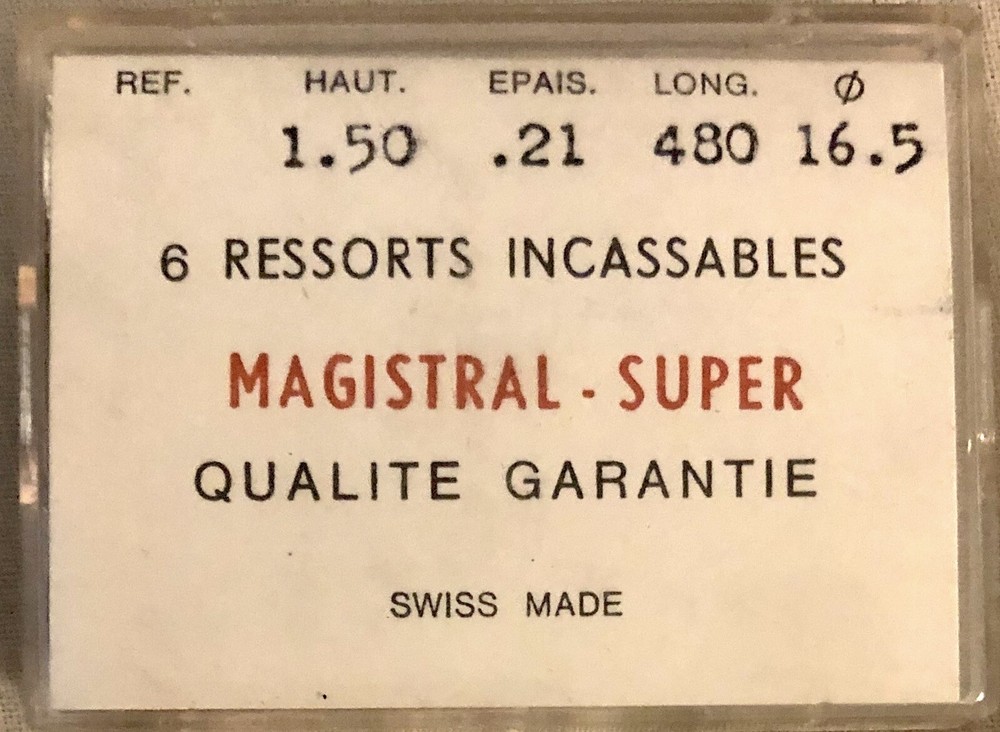 REF. HAUT. EPAIS. LONG. Ø
1.50 .21 480 16.5
6 RESSORTS INCASSABLES
MAGISTRAL - SUPER
QUALITE GARANTIE
SWISS MADE